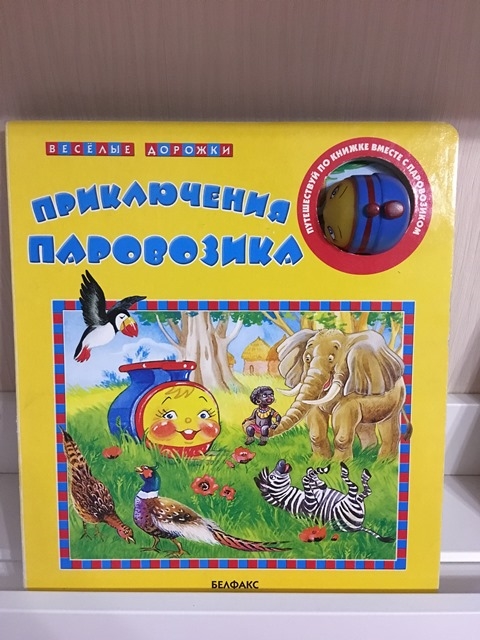 ВЕСЁЛЫЕ ДОРОЖКИ
ПРИКЛЮЧЕНИЯ
ПАРОВОЗИКА
ПУТЕШЕСТВУЙ ПО КНИЖКЕ ВМЕСТЕ С ПАРОВОЗИКОМ
БЕЛФАКС